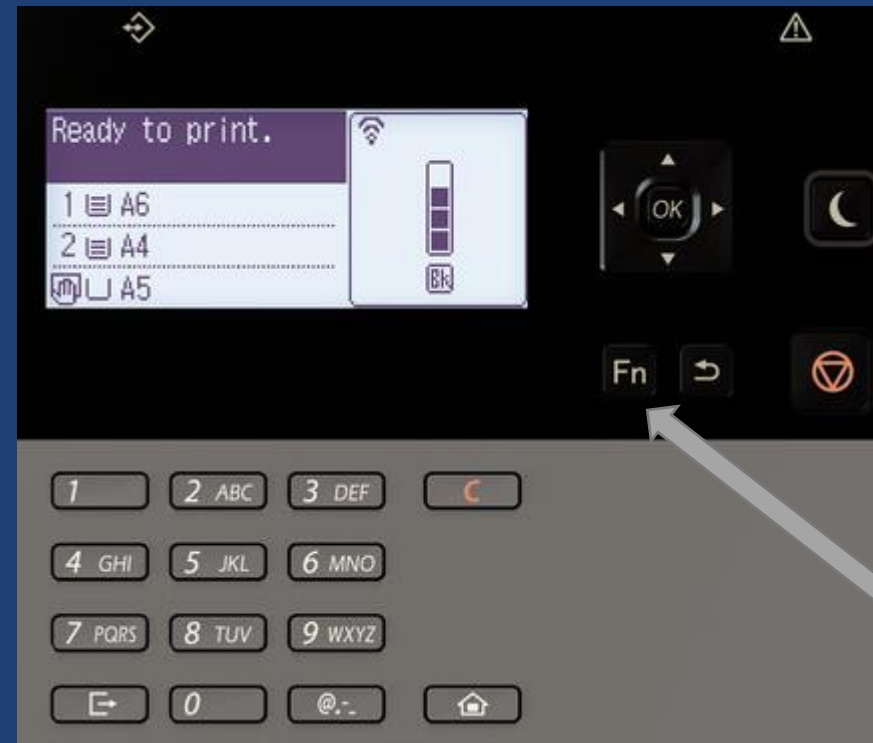 Ready to print.
1 A6
2 A4
A5
Bk
OK
Fn
1
2 ABC
3 DEF
C
4 GHI
5 JKL
6 MNO
7 PQRS
8 TUV
9 WXYZ
0
@.-_